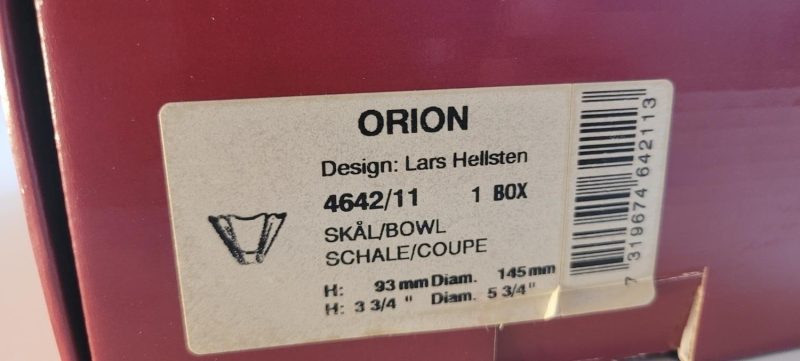 ORION
Design: Lars Hellsten
4642/11 1 BOX
SKÅL/BOWL
SCHALE/COUPE
H: 93 mm Diam. 145 mm
H: 3 3/4 " Diam. 5 3/4"
7 319674 642113